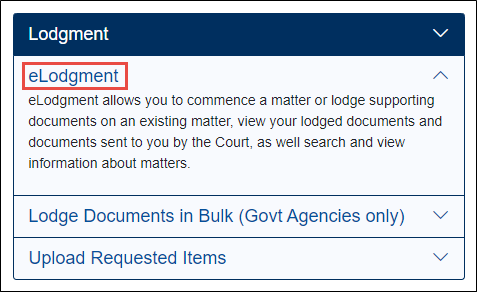 Lodgment
eLodgment
eLodgment allows you to commence a matter or lodge supporting
documents on an existing matter, view your lodged documents and
documents sent to you by the Court, as well search and view
information about matters.
Lodge Documents in Bulk (Govt Agencies only)
Upload Requested Items